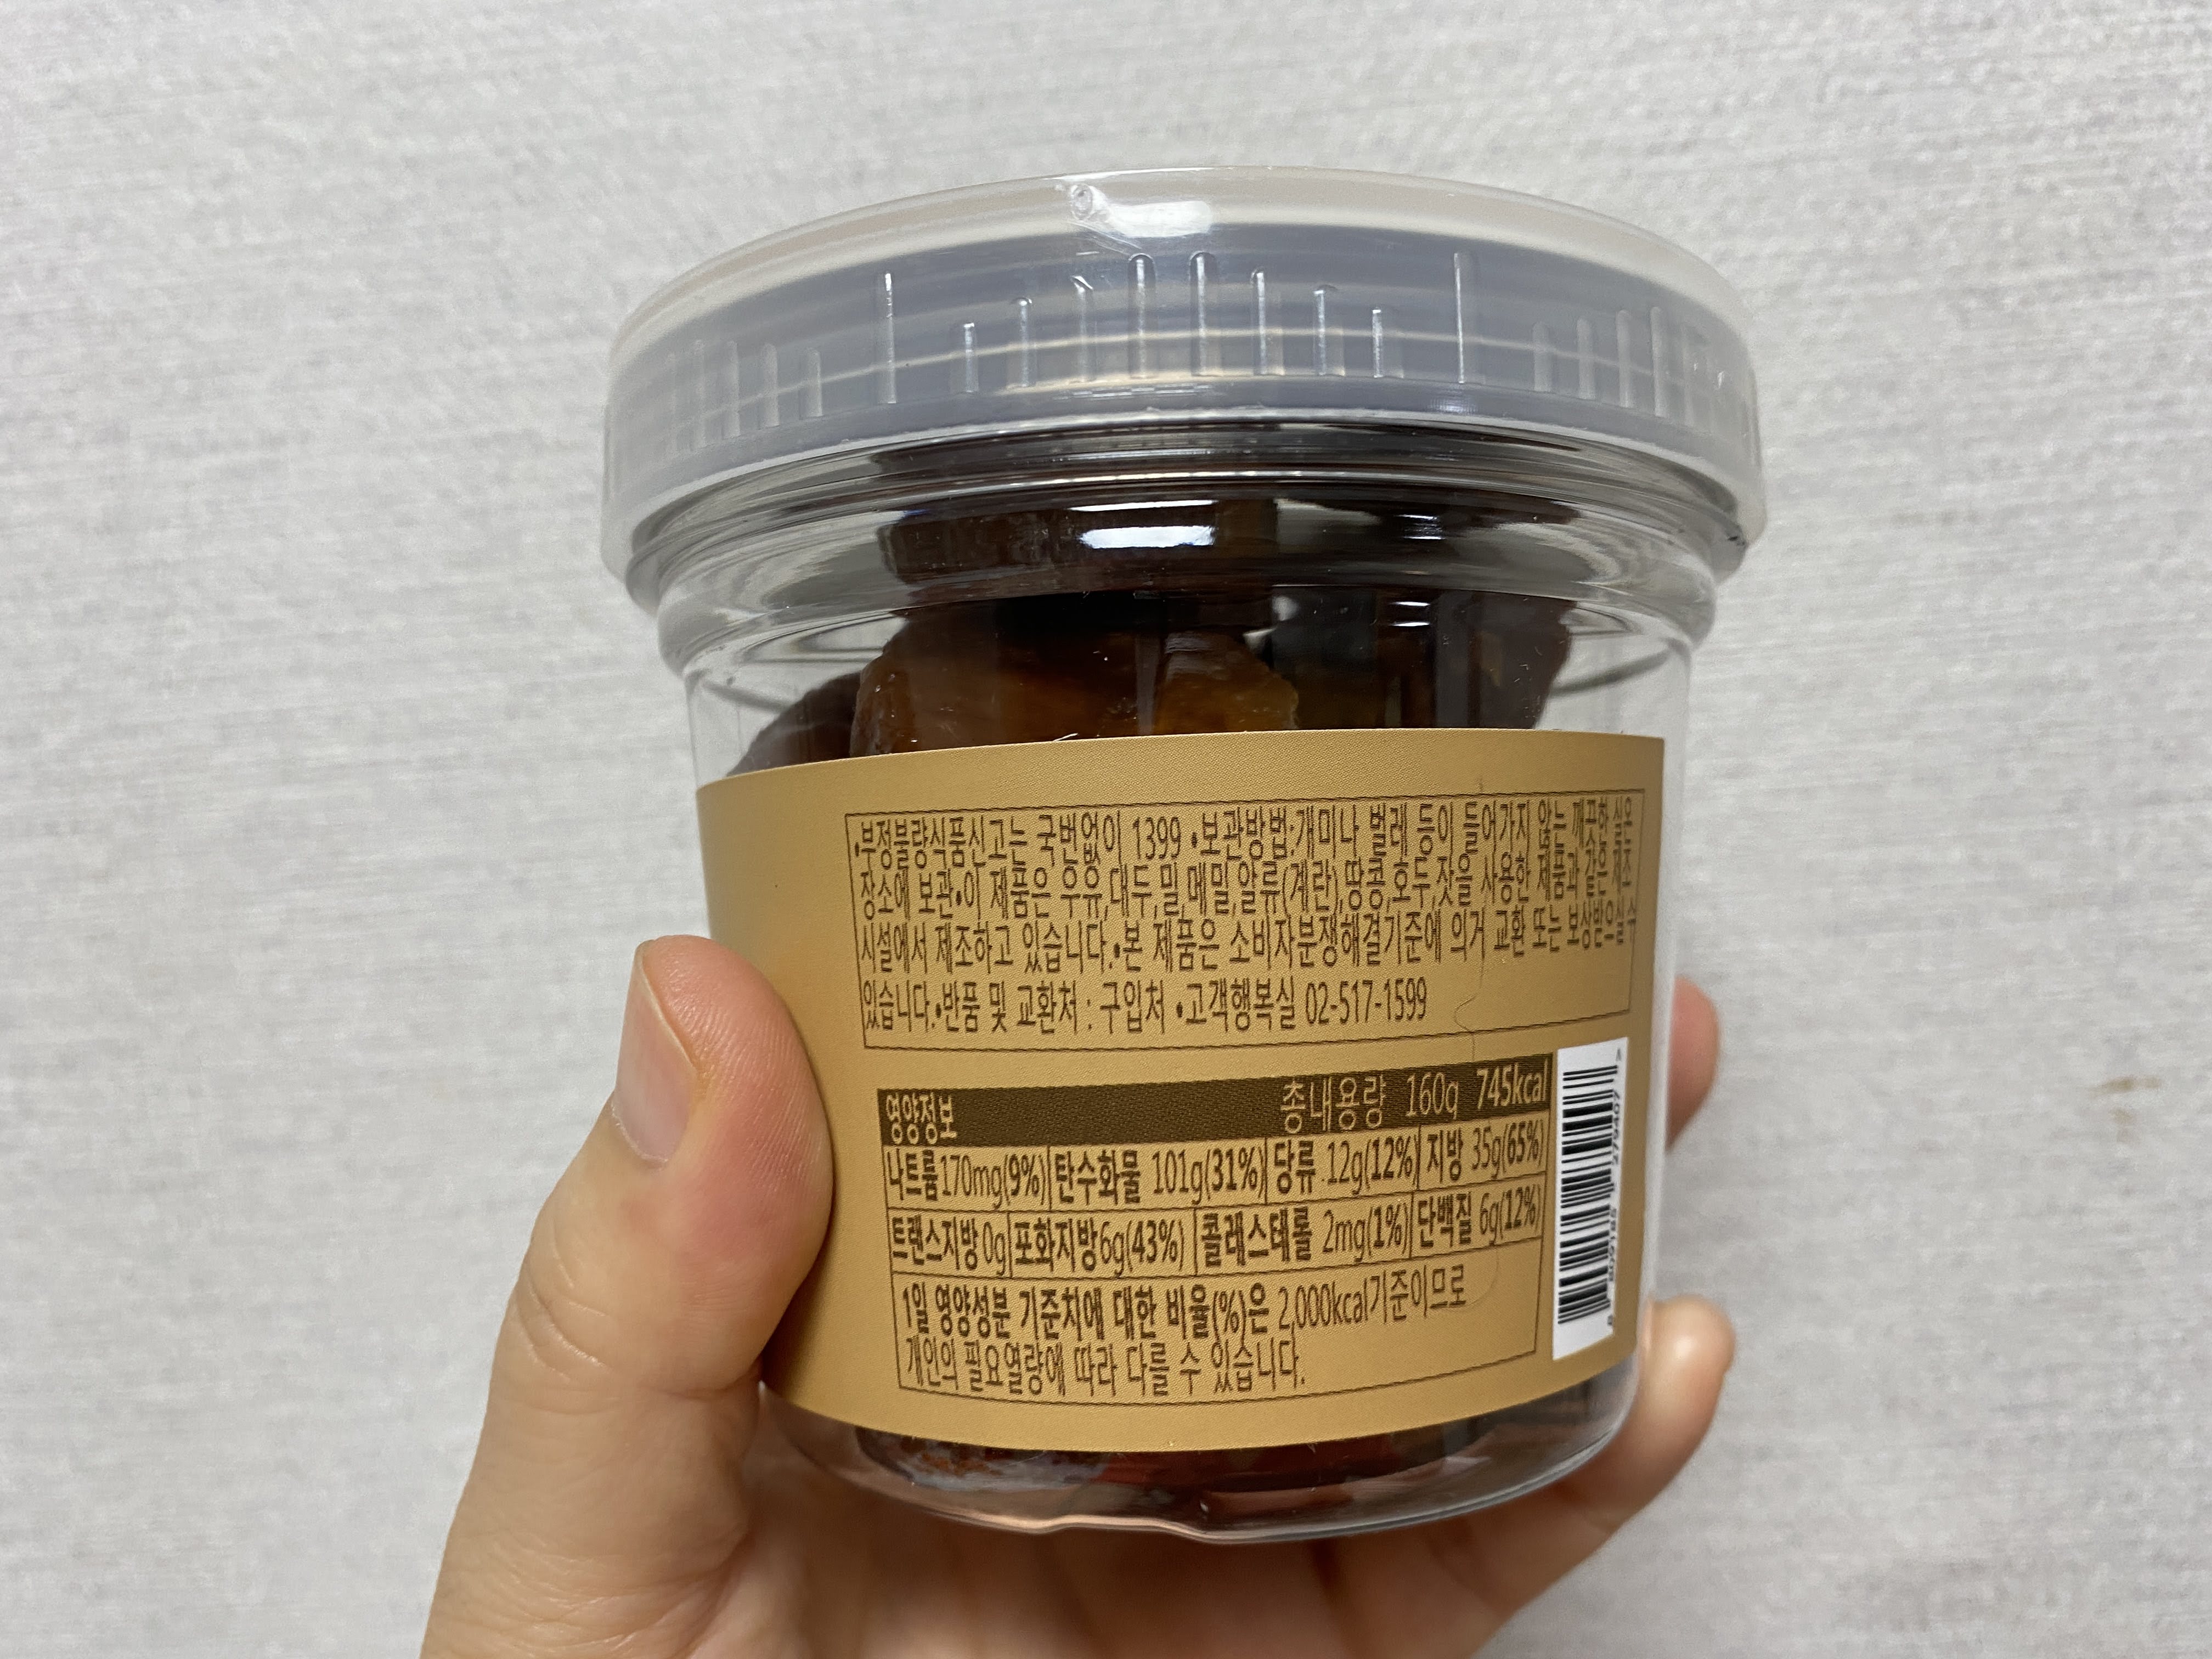 •부정불량식품신고는 국번없이 1399 •보관방법:개미나 벌레 등이 들어가지 않는 깨끗한 실온
장소에 보관•이 제품은 우유,대두,밀,메밀,알류(계란),땅콩,호두,잣을 사용한 제품과 같은 제조
시설에서 제조하고 있습니다.•본 제품은 소비자분쟁해결기준에 의거 교환 또는 보상받으실 수
있습니다.•반품 및 교환처 : 구입처 •고객행복실 02-517-1599
영양정보 총내용량 160g 745kcal
나트륨 170mg(9%) 탄수화물 101g(31%) 당류 12g(12%) 지방 35g(65%)
트랜스지방 0g 포화지방 6g(43%) 콜레스테롤 2mg(1%) 단백질 6g(12%)
1일 영양성분 기준치에 대한 비율(%)은 2,000kcal기준이므로
개인의 필요열량에 따라 다를 수 있습니다.